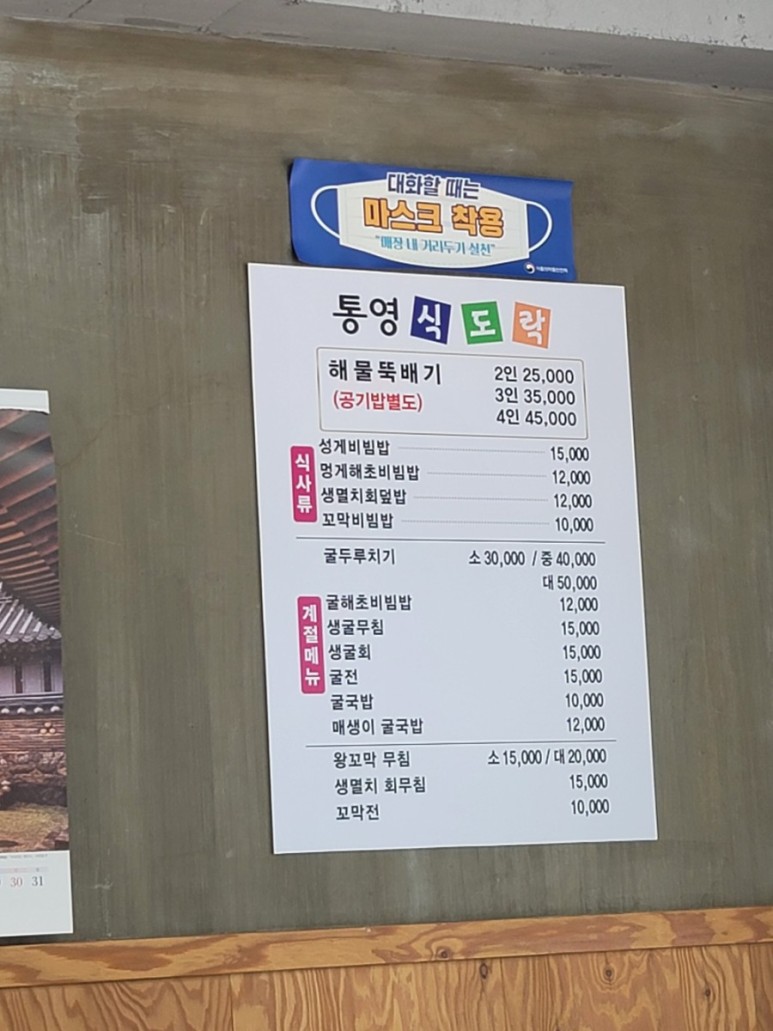 대화할 때는
마스크 착용
"매장 내 거리두기 실천"
식품의약품안전처
통영 식도락
해물뚝배기 2인 25,000
(공기밥별도) 3인 35,000
4인 45,000
식사류
성게비빔밥 15,000
멍게해초비빔밥 12,000
생멸치회덮밥 12,000
꼬막비빔밥 10,000
굴두루치기 소 30,000 / 중 40,000
대 50,000
계절메뉴
굴해초비빔밥 12,000
생굴무침 15,000
생굴회 15,000
굴전 15,000
굴국밥 10,000
매생이 굴국밥 12,000
왕꼬막 무침 소 15,000 / 대 20,000
생멸치 회무침 15,000
꼬막전 10,000
30 31